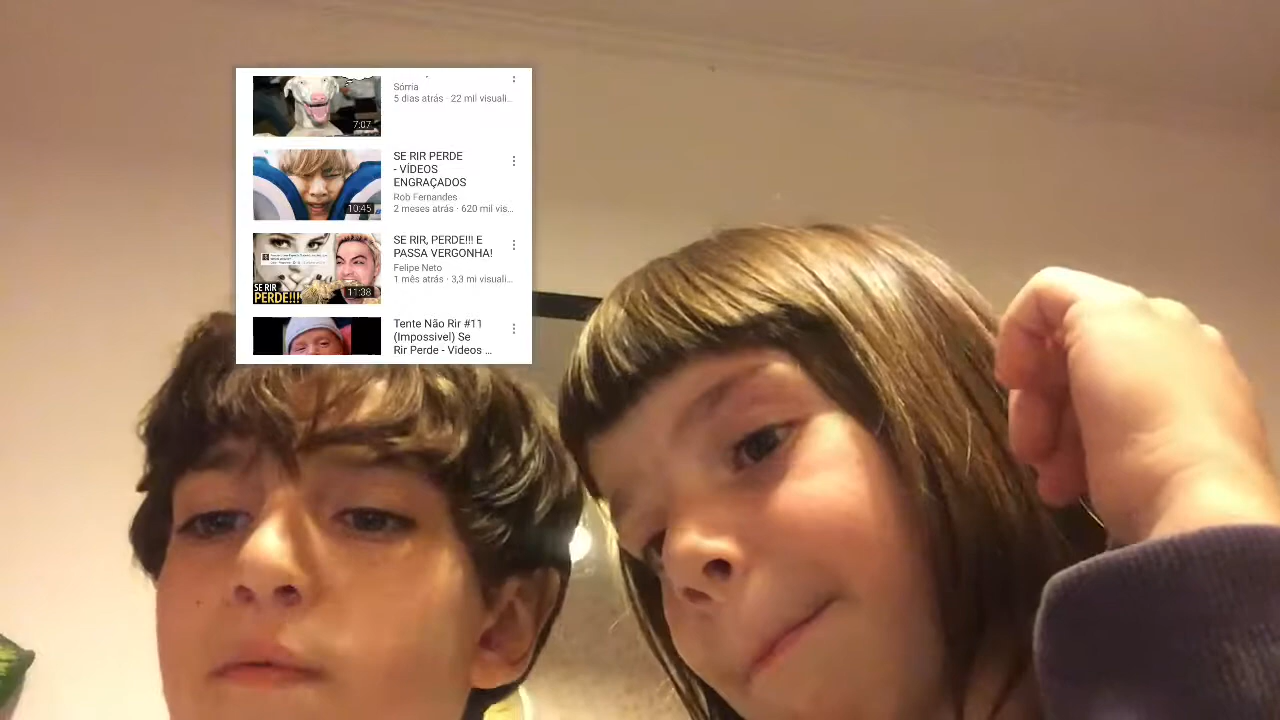 Sórria
5 dias atrás · 22 mil visuali…
7:07
SE RIR PERDE
- VÍDEOS
ENGRAÇADOS
Rob Fernandes
2 meses atrás · 620 mil vis…
10:45
SE RIR, PERDE!!! E
PASSA VERGONHA!
Felipe Neto
1 mês atrás · 3,3 mi visuali…
SE RIR
PERDE!!!
11:38
Tente Não Rir #11
(Impossivel) Se
Rir Perde - Videos ...